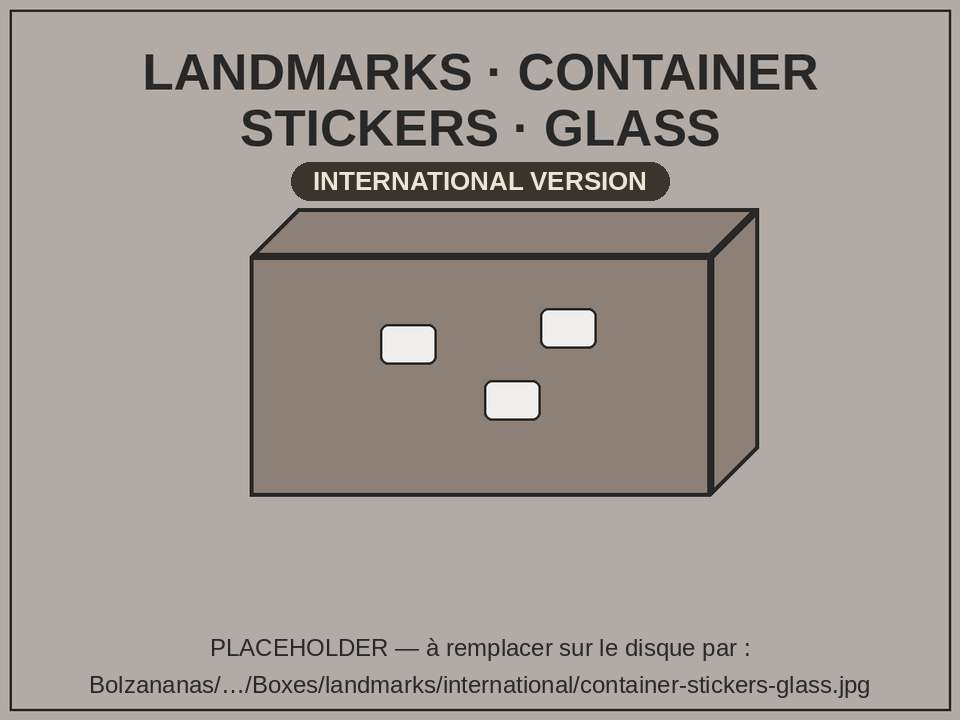 LANDMARKS · CONTAINER
STICKERS · GLASS
INTERNATIONAL VERSION
PLACEHOLDER — à remplacer sur le disque par :
Bolzananas/…/Boxes/landmarks/international/container-stickers-glass.jpg